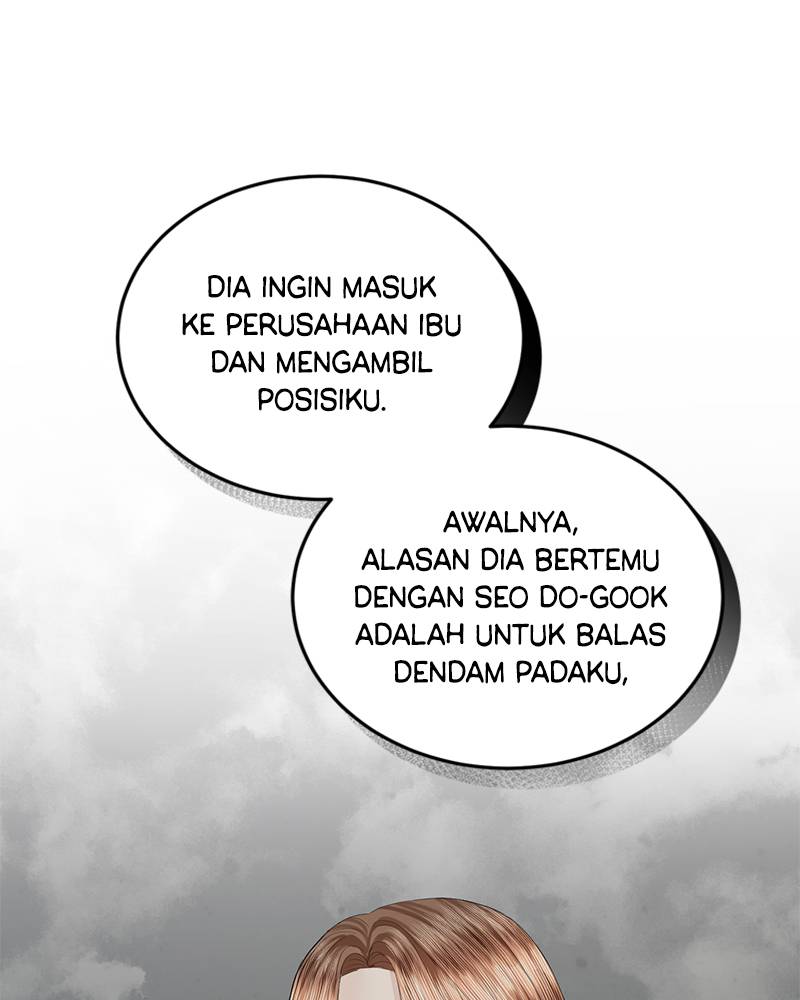 DIA INGIN MASUK
KE PERUSAHAAN IBU
DAN MENGAMBIL
POSISIKU.
AWALNYA,
ALASAN DIA BERTEMU
DENGAN SEO DO-GOOK
ADALAH UNTUK BALAS
DENDAM PADAKU,